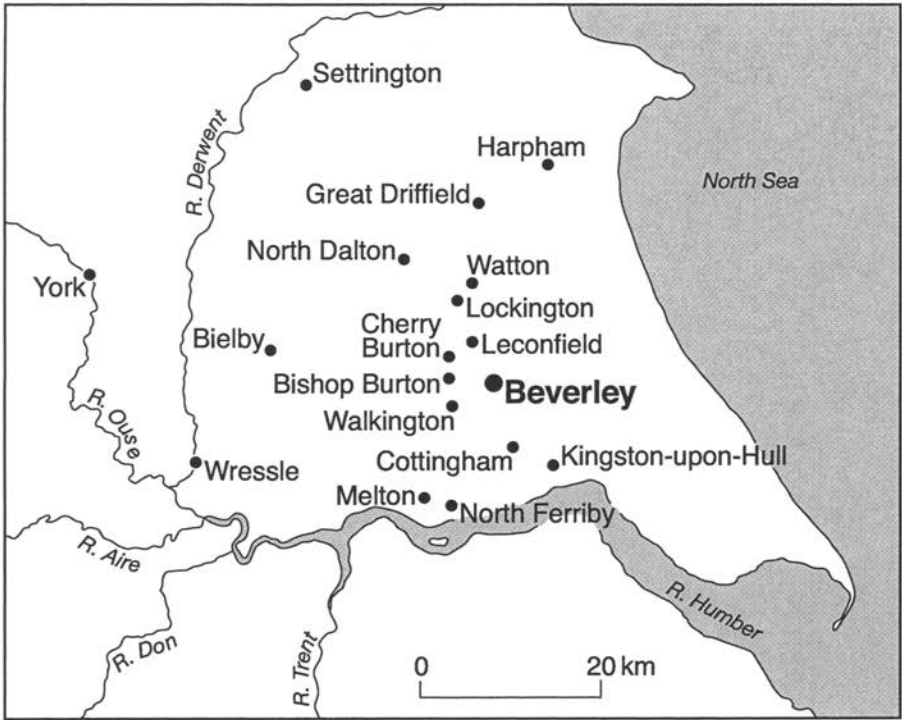 Settrington
R. Derwent
Harpham
North Sea
Great Driffield
North Dalton
Watton
York
Lockington
Cherry
Burton
Leconfield
Bielby
Bishop Burton
Beverley
Walkington
R. Ouse
Cottingham
Kingston-upon-Hull
Wressle
Melton
North Ferriby
R. Aire
R. Humber
R. Don
R. Trent
0 20 km